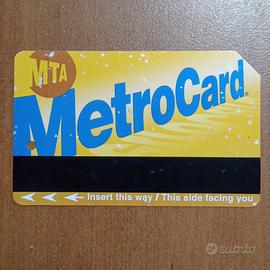 MTA
MetroCard®
Insert this way / This side facing you
subito